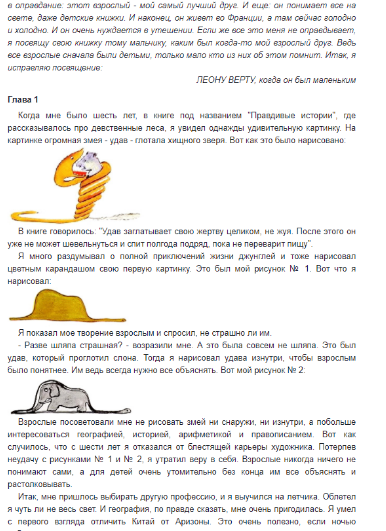 в оправдание: этот взрослый - мой самый лучший друг. И еще: он понимает все на
свете, даже детские книжки. И наконец, он живет во Франции, а там сейчас голодно
и холодно. И он очень нуждается в утешении. Если же все это меня не оправдывает,
я посвящу свою книжку тому мальчику, каким был когда-то мой взрослый друг. Ведь
все взрослые сначала были детьми, только мало кто из них об этом помнит. Итак, я
исправляю посвящение:
ЛЕОНУ ВЕРТУ, когда он был маленьким
Глава 1
Когда мне было шесть лет, в книге под названием "Правдивые истории", где
рассказывалось про девственные леса, я увидел однажды удивительную картинку. На
картинке огромная змея - удав - глотала хищного зверя. Вот как это было нарисовано:
В книге говорилось: "Удав заглатывает свою жертву целиком, не жуя. После этого он
уже не может шевельнуться и спит полгода подряд, пока не переварит пищу".
Я много раздумывал о полной приключений жизни джунглей и тоже нарисовал
цветным карандашом свою первую картинку. Это был мой рисунок № 1. Вот что я
нарисовал:
Я показал мое творение взрослым и спросил, не страшно ли им.
- Разве шляпа страшная? - возразили мне. А это была совсем не шляпа. Это был
удав, который проглотил слона. Тогда я нарисовал удава изнутри, чтобы взрослым
было понятнее. Им ведь всегда нужно все объяснять. Вот мой рисунок № 2:
Взрослые посоветовали мне не рисовать змей ни снаружи, ни изнутри, а побольше
интересоваться географией, историей, арифметикой и правописанием. Вот как
случилось, что с шести лет я отказался от блестящей карьеры художника. Потерпев
неудачу с рисунками № 1 и № 2, я утратил веру в себя. Взрослые никогда ничего не
понимают сами, а для детей очень утомительно без конца им все объяснять и
растолковывать.
Итак, мне пришлось выбирать другую профессию, и я выучился на летчика. Облетел
я чуть ли не весь свет. И география, по правде сказать, мне очень пригодилась. Я умел
с первого взгляда отличить Китай от Аризоны. Это очень полезно, если ночью